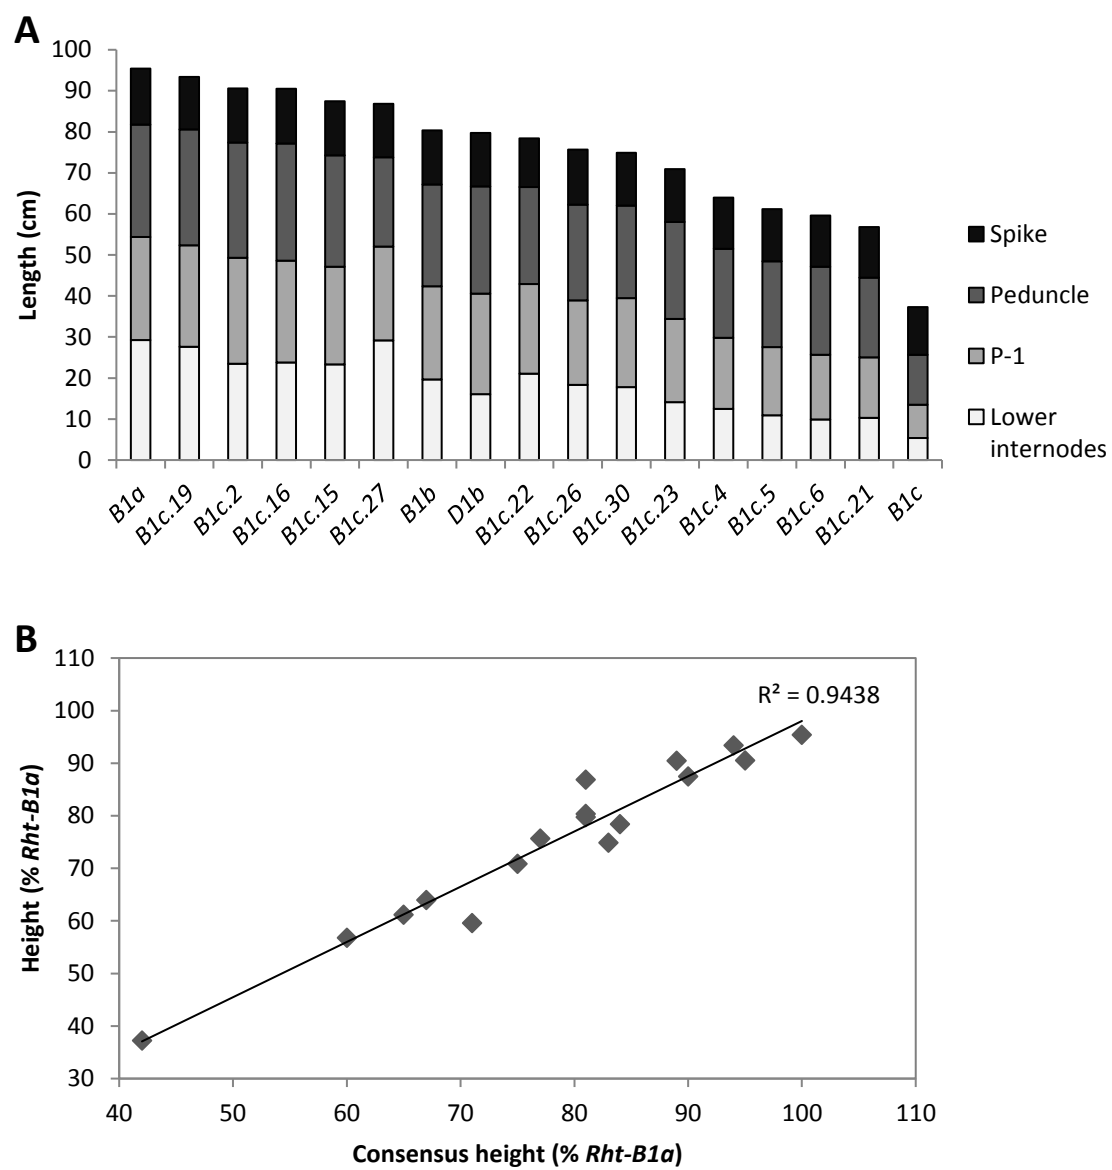 A
100
90
80
70
60
50
40
30
20
10
0
Length (cm)
B1a
B1c.19
B1c.2
B1c.16
B1c.15
B1c.27
B1b
D1b
B1c.22
B1c.26
B1c.30
B1c.23
B1c.4
B1c.5
B1c.6
B1c.21
B1c
Spike
Peduncle
P-1
Lower
internodes
B
110
100
90
80
70
60
50
40
30
Height (% Rht-B1a)
R² = 0.9438
40 50 60 70 80 90 100 110
Consensus height (% Rht-B1a)